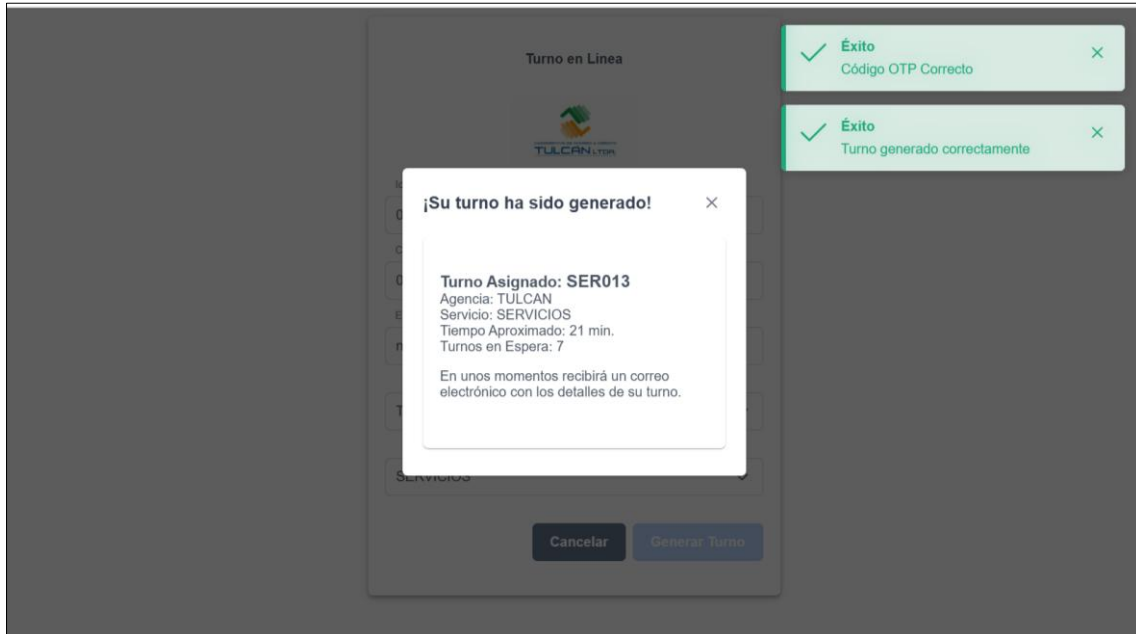 Turno en Línea
TULCAN LTDA
¡Su turno ha sido generado!
Turno Asignado: SER013
Agencia: TULCAN
Servicio: SERVICIOS
Tiempo Aproximado: 21 min.
Turnos en Espera: 7
En unos momentos recibirá un correo
electrónico con los detalles de su turno.
SERVICIOS
Cancelar
Generar Turno
Éxito
Código OTP Correcto
Éxito
Turno generado correctamente